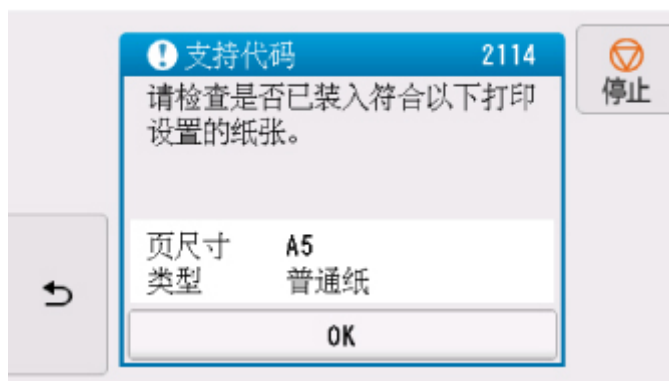 支持代码 2114
请检查是否已装入符合以下打印
设置的纸张。
页尺寸 A5
类型 普通纸
OK
停止